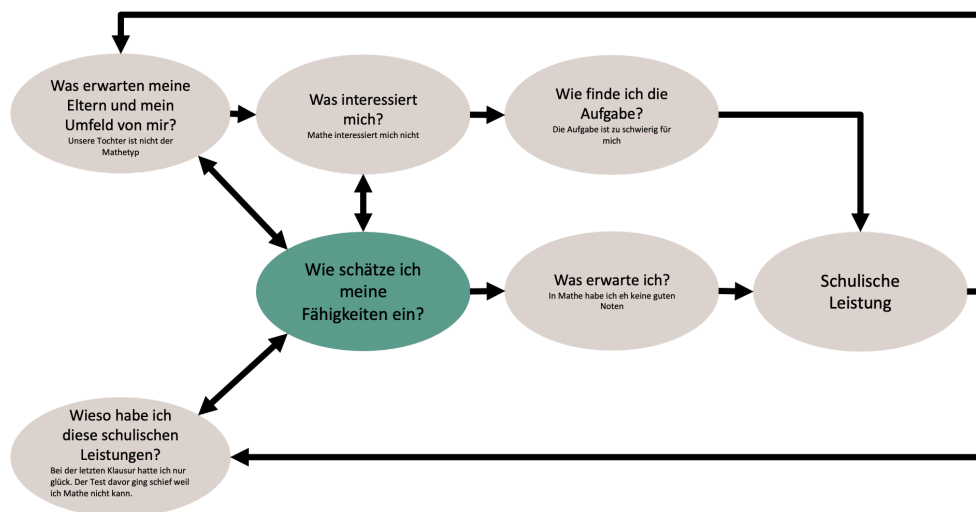 Was erwarten meine
Eltern und mein
Umfeld von mir?
Unsere Tochter ist nicht der
Mathetyp
Was interessiert
mich?
Mathe interessiert mich nicht
Wie finde ich die
Aufgabe?
Die Aufgabe ist zu schwierig für
mich
Wie schätze ich
meine
Fähigkeiten ein?
Was erwarte ich?
In Mathe habe ich eh keine guten
Noten
Schulische
Leistung
Wieso habe ich
diese schulischen
Leistungen?
Bei der letzten Klausur hatte ich nur
glück. Der Test davor ging schief weil
ich Mathe nicht kann.